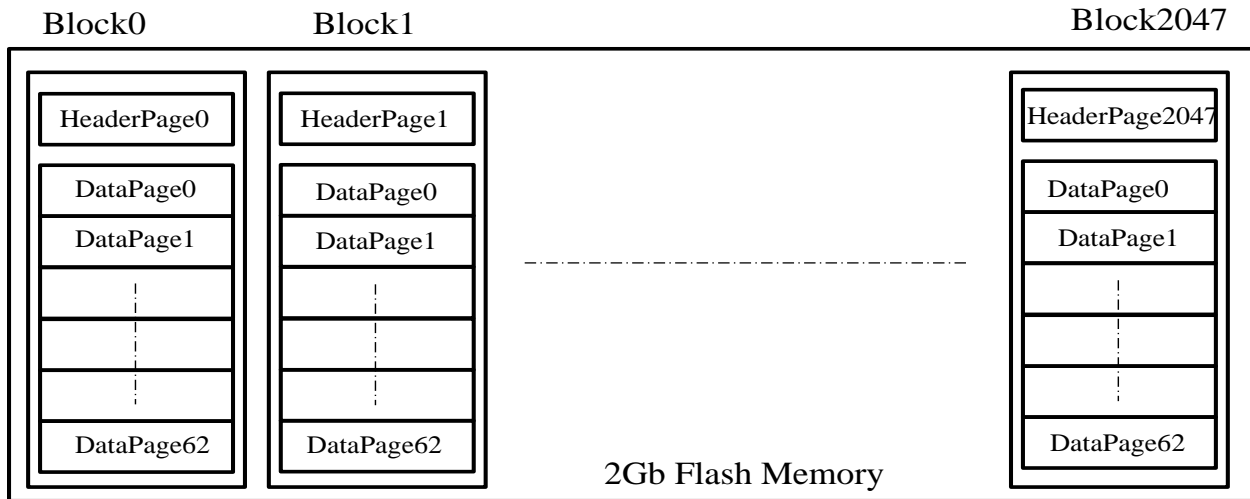 Block0
Block1
Block2047
HeaderPage0
HeaderPage1
HeaderPage2047
DataPage0
DataPage0
DataPage0
DataPage1
DataPage1
DataPage1
DataPage62
DataPage62
DataPage62
2Gb Flash Memory